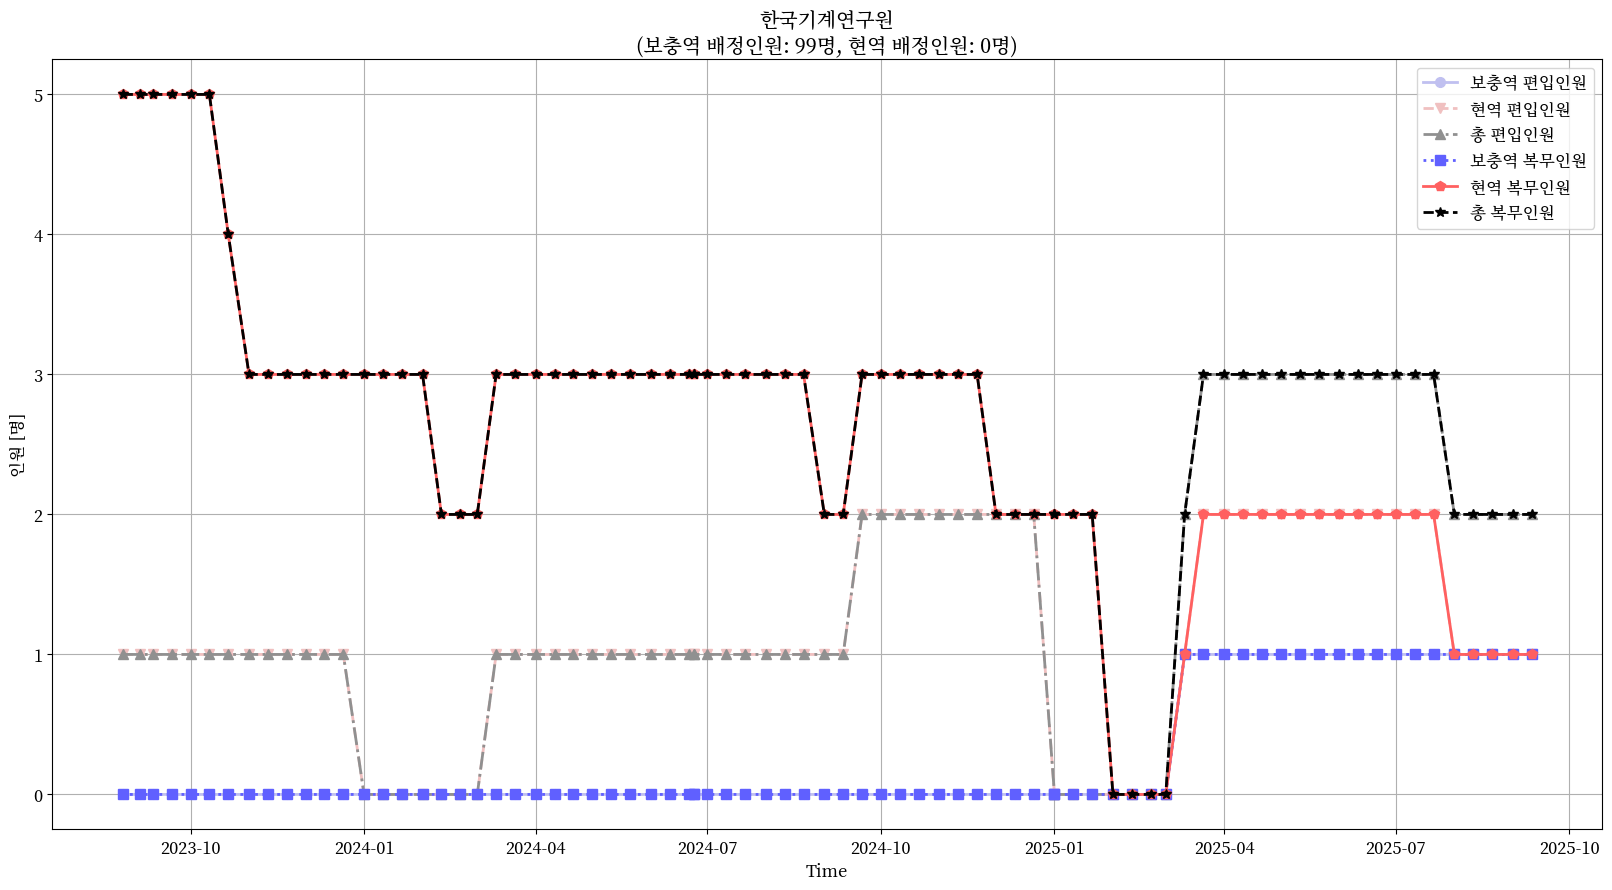 한국기계연구원
(보충역 배정인원: 99명, 현역 배정인원: 0명)
보충역 편입인원
현역 편입인원
총 편입인원
보충역 복무인원
현역 복무인원
총 복무인원
5
4
3
2
1
0
인원 [명]
2023-10
2024-01
2024-04
2024-07
2024-10
2025-01
2025-04
2025-07
2025-10
Time